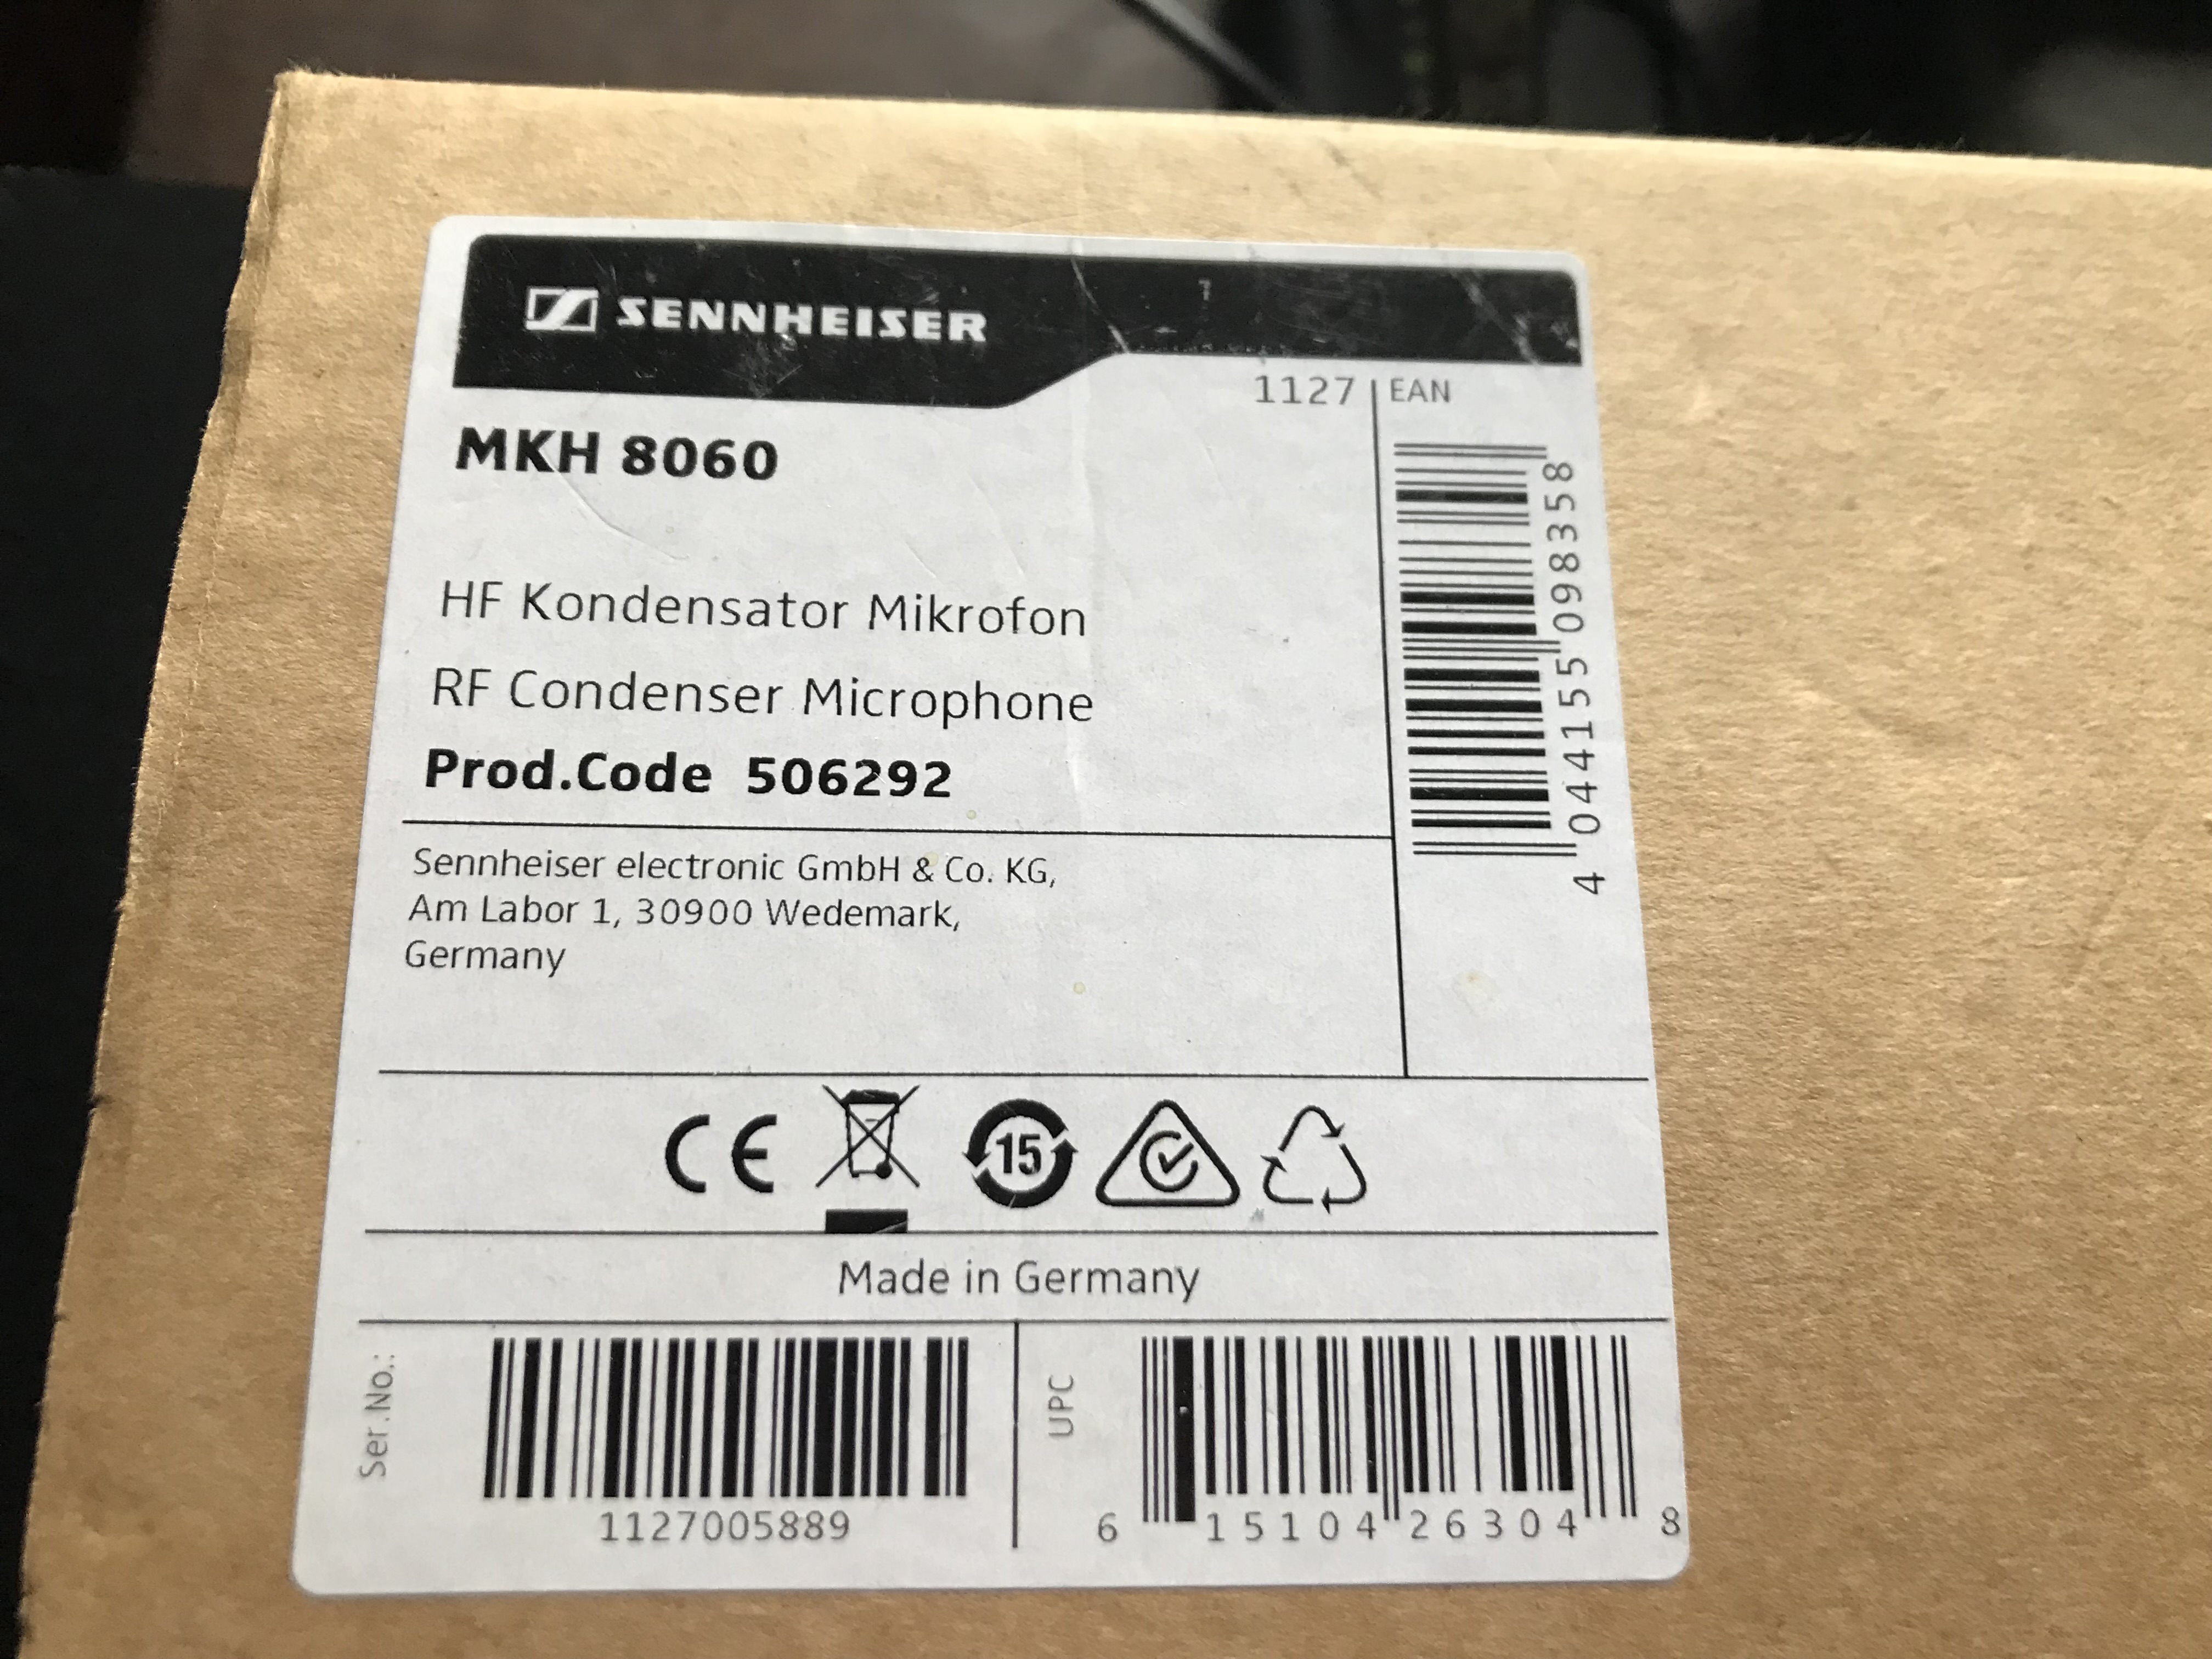 SENNHEISER
1127
EAN
MKH 8060
HF Kondensator Mikrofon
RF Condenser Microphone
Prod.Code 506292
4 044155 098358
Sennheiser electronic GmbH & Co. KG,
Am Labor 1, 30900 Wedemark,
Germany
CE
15
Made in Germany
Ser.No.:
1127005889
UPC
6 15104 26304 8